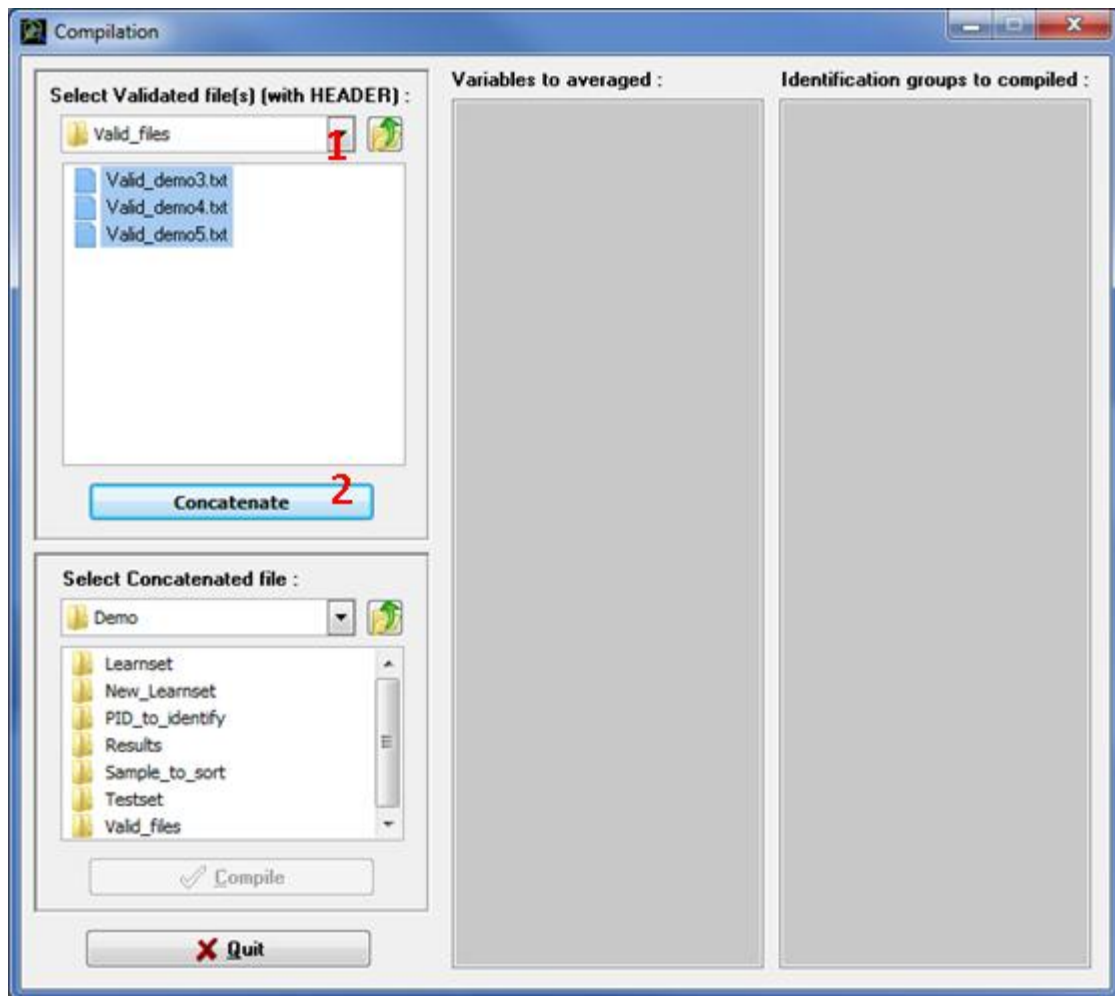 Compilation
Select Validated file(s) (with HEADER) :
Valid_files
1
Valid_demo3.txt
Valid_demo4.txt
Valid_demo5.txt
Concatenate
2
Select Concatenated file :
Demo
Learnset
New_Learnset
PID_to_identify
Results
Sample_to_sort
Testset
Valid_files
Compile
Quit
Variables to averaged :
Identification groups to compiled :